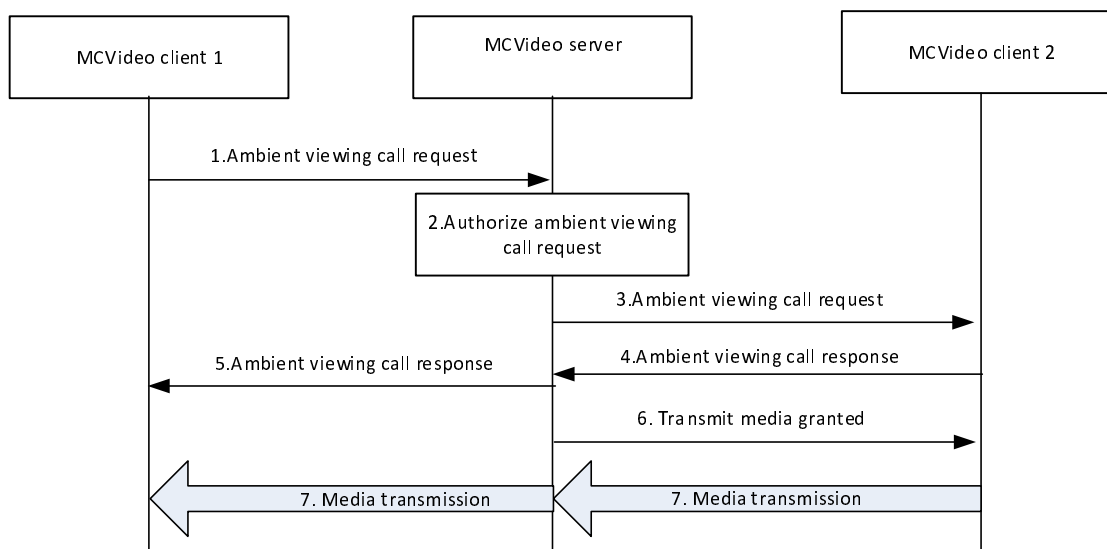 MCVideo client 1
MCVideo server
MCVideo client 2
1.Ambient viewing call request
2.Authorize ambient viewing
call request
3.Ambient viewing call request
4.Ambient viewing call response
5.Ambient viewing call response
6. Transmit media granted
7. Media transmission
7. Media transmission